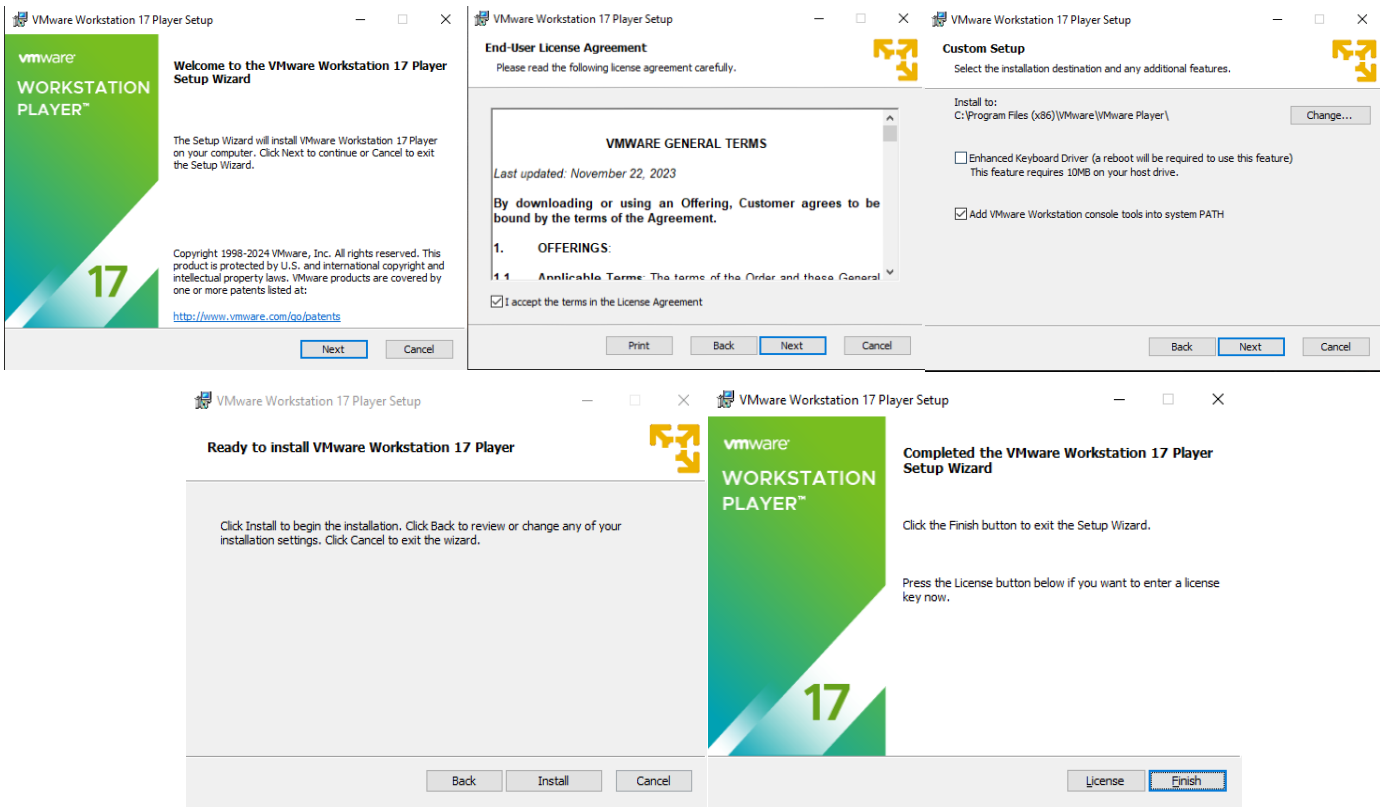 VMware Workstation 17 Player Setup
vmware
WORKSTATION
PLAYER™
17
Welcome to the VMware Workstation 17 Player
Setup Wizard
The Setup Wizard will install VMware Workstation 17 Player
on your computer. Click Next to continue or Cancel to exit
the Setup Wizard.
Copyright 1998-2024 VMware, Inc. All rights reserved. This
product is protected by U.S. and international copyright and
intellectual property laws. VMware products are covered by
one or more patents listed at:
http://www.vmware.com/go/patents
Next
Cancel
VMware Workstation 17 Player Setup
End-User License Agreement
Please read the following license agreement carefully.
VMWARE GENERAL TERMS
Last updated: November 22, 2023
By downloading or using an Offering, Customer agrees to be
bound by the terms of the Agreement.
1. OFFERINGS:
1.1 Applicable Terms: The terms of the Order and these General
I accept the terms in the License Agreement
Print
Back
Next
Cancel
VMware Workstation 17 Player Setup
Custom Setup
Select the installation destination and any additional features.
Install to:
C:\Program Files (x86)\VMware\VMware Player\
Change...
Enhanced Keyboard Driver (a reboot will be required to use this feature)
This feature requires 10MB on your host drive.
Add VMware Workstation console tools into system PATH
Back
Next
Cancel
VMware Workstation 17 Player Setup
Ready to install VMware Workstation 17 Player
Click Install to begin the installation. Click Back to review or change any of your
installation settings. Click Cancel to exit the wizard.
Back
Install
Cancel
VMware Workstation 17 Player Setup
vmware
WORKSTATION
PLAYER™
17
Completed the VMware Workstation 17 Player
Setup Wizard
Click the Finish button to exit the Setup Wizard.
Press the License button below if you want to enter a license
key now.
License
Finish